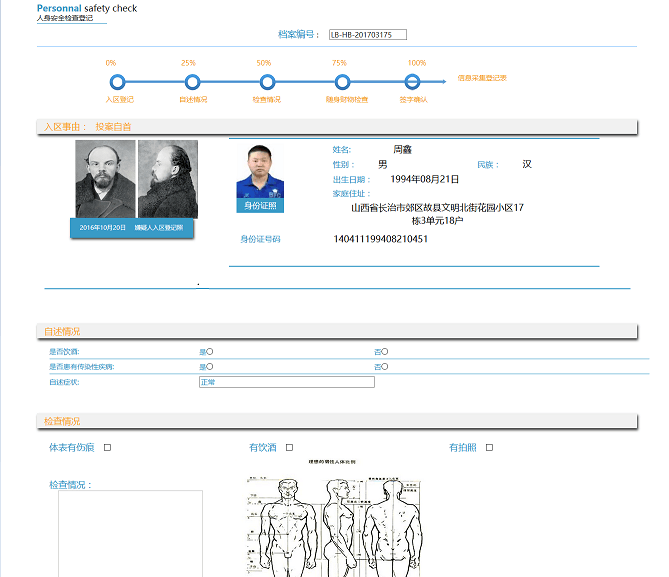 Personnal safety check
人身安全检查登记
档案编号： LB-HB-201703175
0% 25% 50% 75% 100%
信息采集登记表
入区登记 自述情况 检查情况 随身财物检查 签字确认
入区事由： 投案自首
姓名: 周鑫
性别： 男 民族： 汉
出生日期： 1994年08月21日
家庭住址：
山西省长治市郊区故县文明北街花园小区17
栋3单元18户
身份证照
2016年10月20日 嫌疑人入区登记照
身份证号码 140411199408210451
自述情况
是否饮酒: 是 否
是否患有传染性疾病: 是 否
自述症状: 正常
检查情况
体表有伤痕 有饮酒 有拍照
理想的男性人体比例
检查情况：